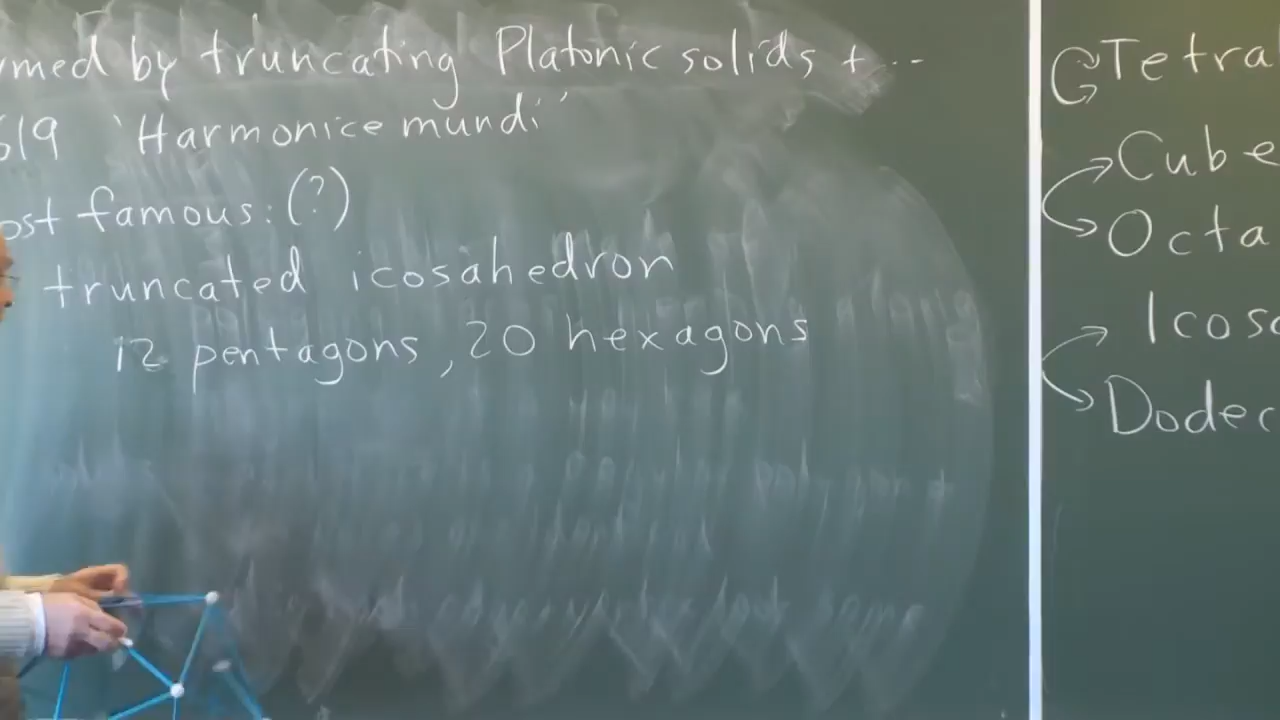 med by truncating Platonic solids + ...
619 'Harmonice mundi'
ost famous: (?)
truncated icosahedron
12 pentagons, 20 hexagons
Tetra
Cube
Octa
Icos
Dodec